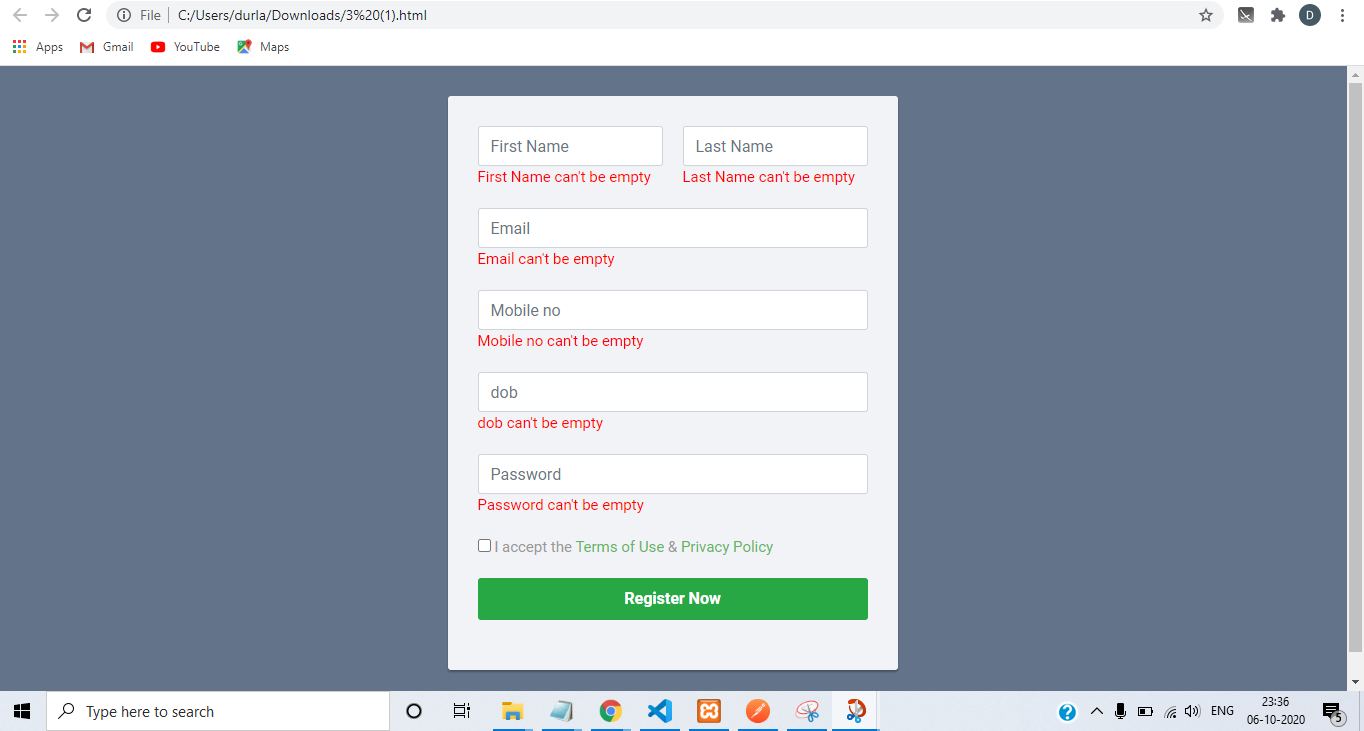 File C:/Users/durla/Downloads/3%20(1).html D
Apps Gmail YouTube Maps
First Name Last Name
First Name can't be empty Last Name can't be empty
Email
Email can't be empty
Mobile no
Mobile no can't be empty
dob
dob can't be empty
Password
Password can't be empty
I accept the Terms of Use & Privacy Policy
Register Now
Type here to search
ENG
23:36
06-10-2020
5